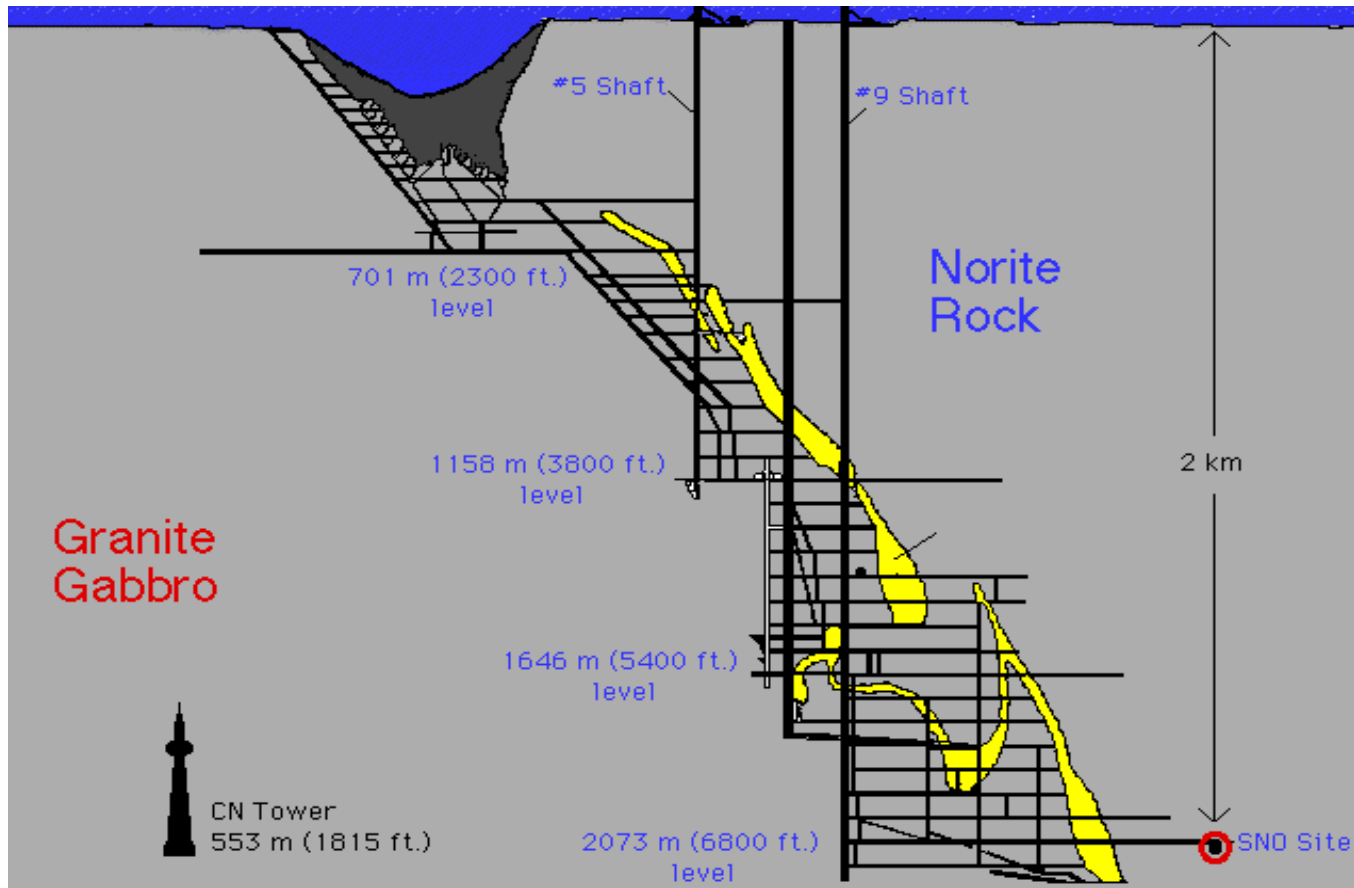 #5 Shaft
#9 Shaft
701 m (2300 ft.)
level
Norite
Rock
1158 m (3800 ft.)
level
2 km
Granite
Gabbro
1646 m (5400 ft.)
level
CN Tower
553 m (1815 ft.)
2073 m (6800 ft.)
level
SNO Site